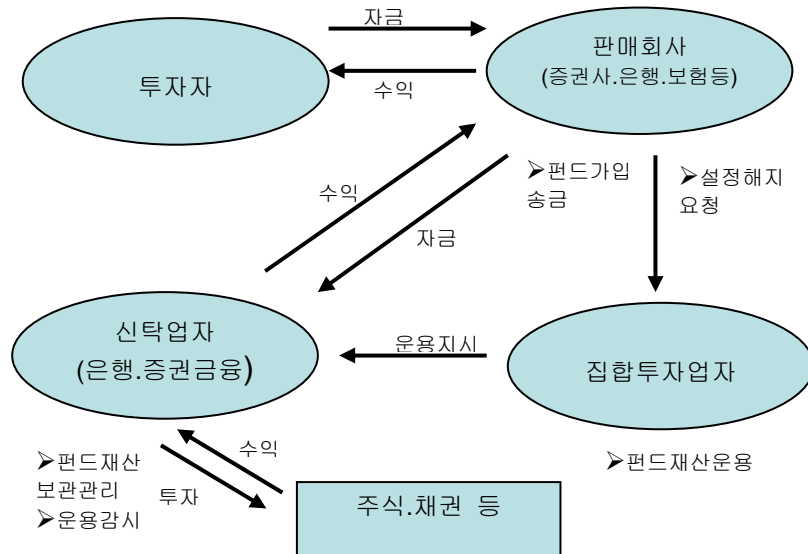 자금
투자자
판매회사
(증권사.은행.보험등)
수익
수익
➢펀드가입
송금
➢설정해지
요청
자금
신탁업자
(은행.증권금융)
운용지시
집합투자업자
➢펀드재산
보관관리
➢운용감시
수익
투자
➢펀드재산운용
주식.채권 등